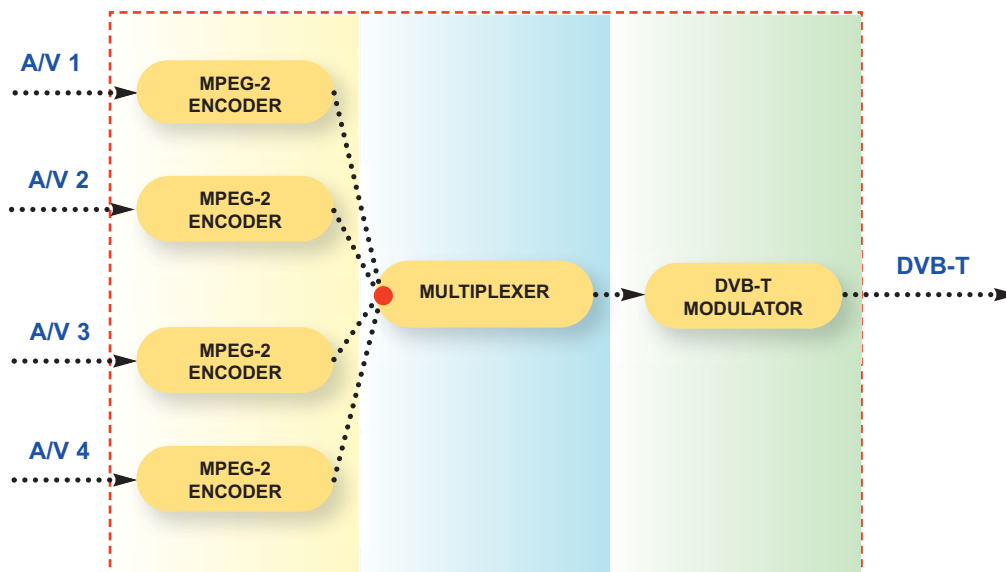 A/V 1
MPEG-2
ENCODER
A/V 2
MPEG-2
ENCODER
MULTIPLEXER
DVB-T
MODULATOR
DVB-T
A/V 3
MPEG-2
ENCODER
A/V 4
MPEG-2
ENCODER